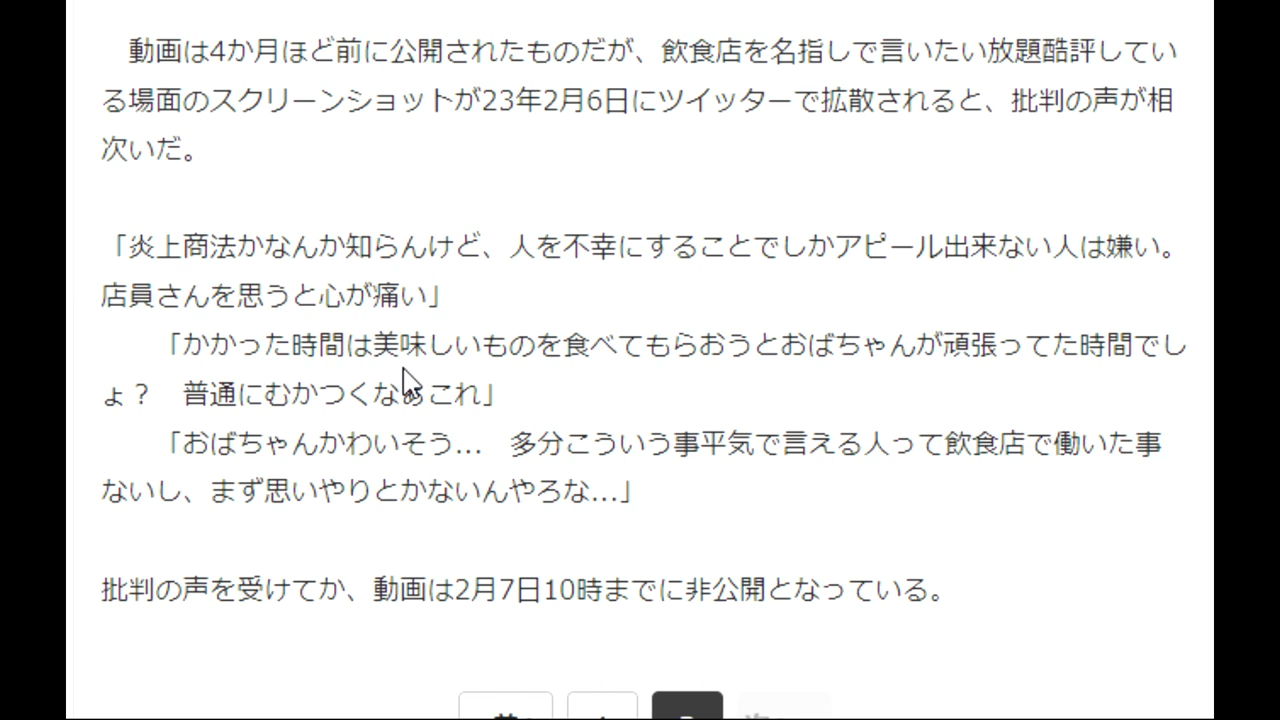 動画は4か月ほど前に公開されたものだが、飲食店を名指しで言いたい放題酷評してい
る場面のスクリーンショットが23年2月6日にツイッターで拡散されると、批判の声が相
次いだ。
「炎上商法かなんか知らんけど、人を不幸にすることでしかアピール出来ない人は嫌い。
店員さんを思うと心が痛い」
「かかった時間は美味しいものを食べてもらおうとおばちゃんが頑張ってた時間でし
ょ？　普通にむかつくなあこれ」
「おばちゃんかわいそう...　多分こういう事平気で言える人って飲食店で働いた事
ないし、まず思いやりとかないんやろな...」
批判の声を受けてか、動画は2月7日10時までに非公開となっている。